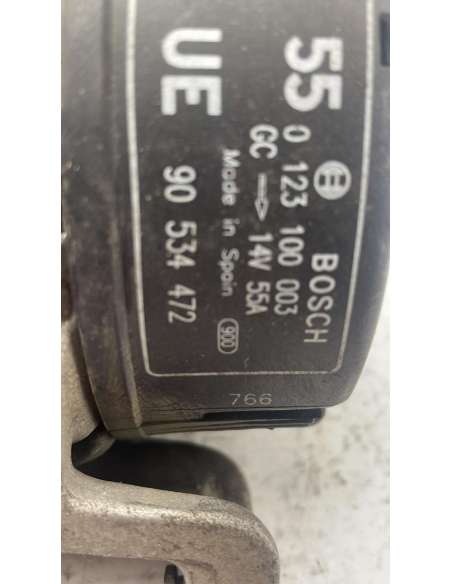 55 BOSCH
0 123 100 003
GC 14V 55A
Made in Spain 900
UE 90 534 472
766